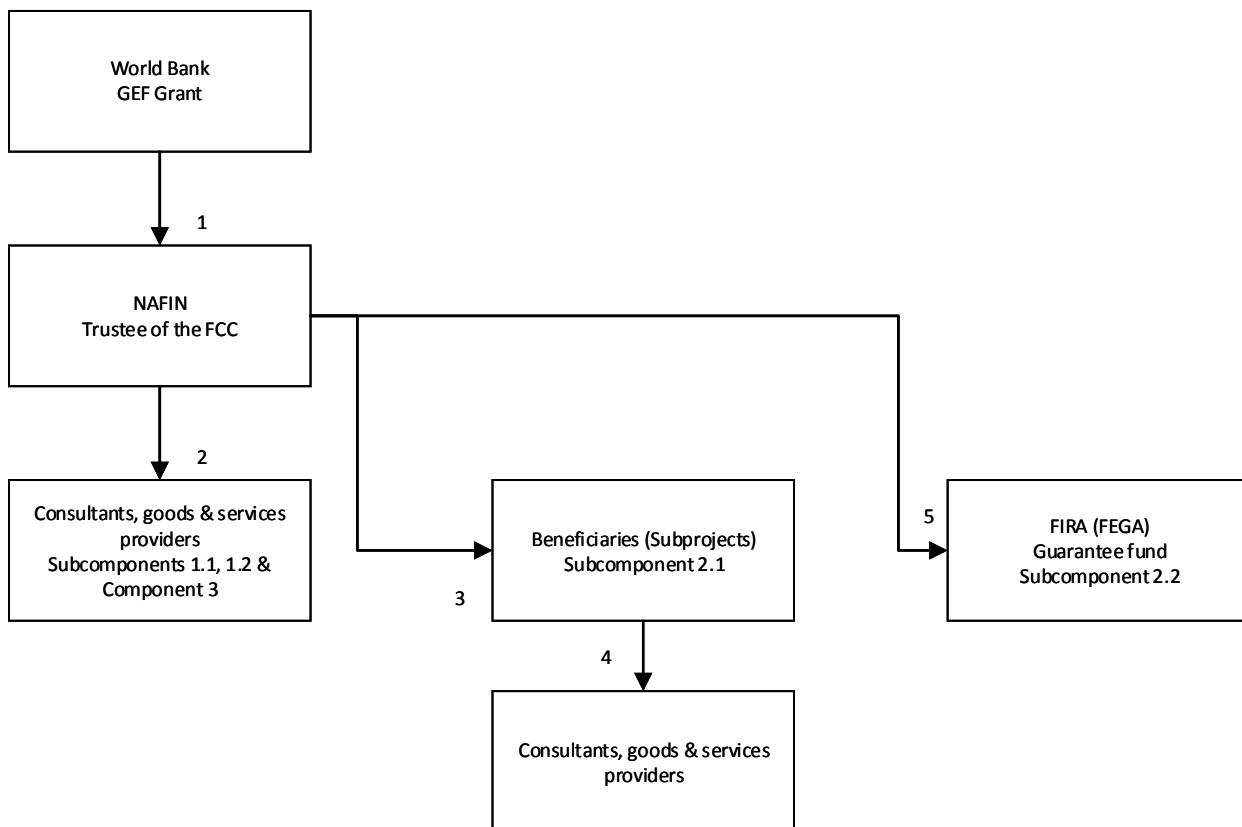 World Bank
GEF Grant
1
NAFIN
Trustee of the FCC
2
Consultants, goods & services
providers
Subcomponents 1.1, 1.2 &
Component 3
3
Beneficiaries (Subprojects)
Subcomponent 2.1
4
Consultants, goods & services
providers
5
FIRA (FEGA)
Guarantee fund
Subcomponent 2.2